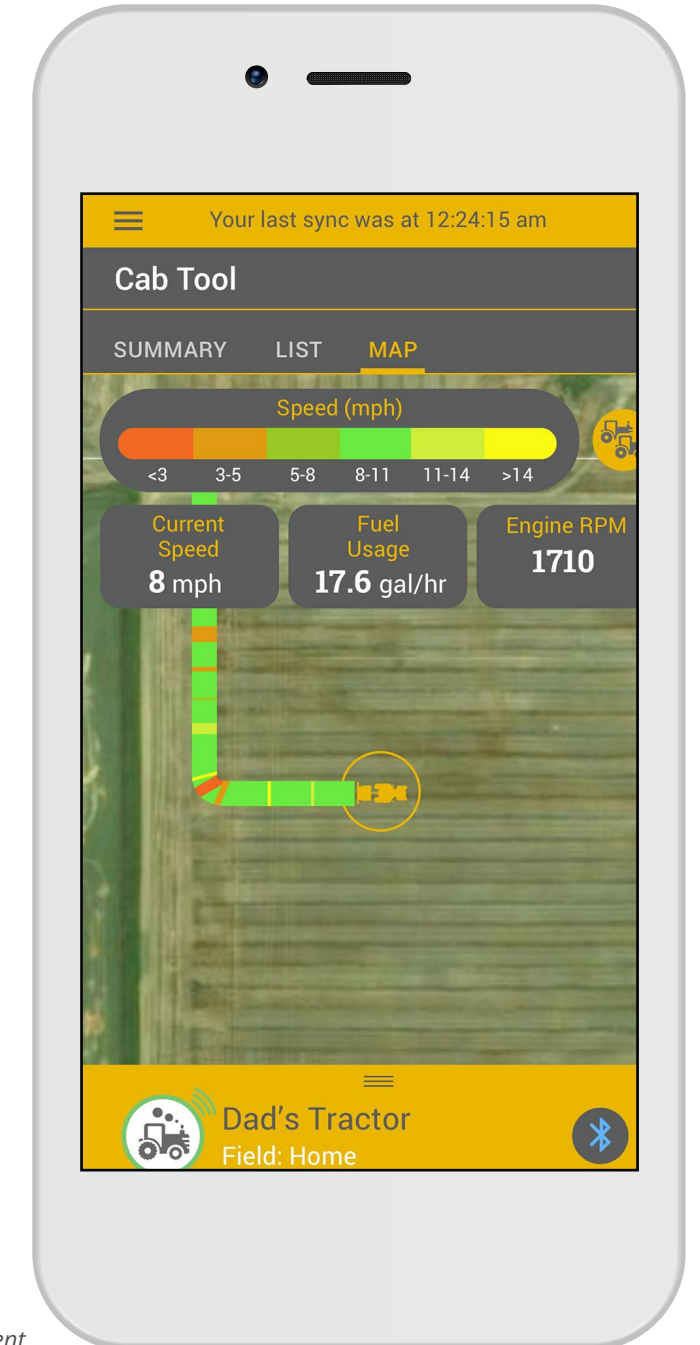 Your last sync was at 12:24:15 am
Cab Tool
SUMMARY LIST MAP
Speed (mph)
<3 3-5 5-8 8-11 11-14 >14
Current
Speed
8 mph
Fuel
Usage
17.6 gal/hr
Engine RPM
1710
Dad's Tractor
Field: Home